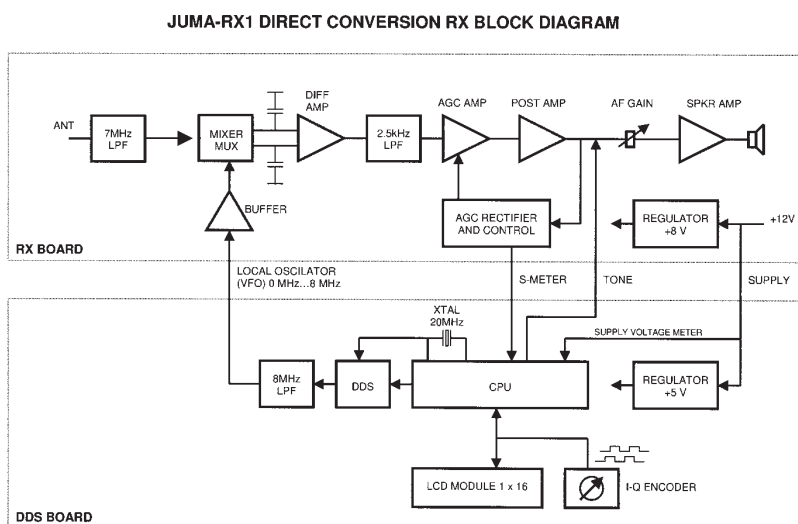 JUMA-RX1 DIRECT CONVERSION RX BLOCK DIAGRAM
ANT
7MHz
LPF
MIXER
MUX
DIFF
AMP
2.5kHz
LPF
AGC AMP
POST AMP
AF GAIN
SPKR AMP
BUFFER
AGC RECTIFIER
AND CONTROL
REGULATOR
+8 V
+12V
RX BOARD
LOCAL OSCILATOR
(VFO) 0 MHz...8 MHz
S-METER
TONE
SUPPLY
XTAL
20MHz
SUPPLY VOLTAGE METER
8MHz
LPF
DDS
CPU
REGULATOR
+5 V
LCD MODULE 1 x 16
I-Q ENCODER
DDS BOARD